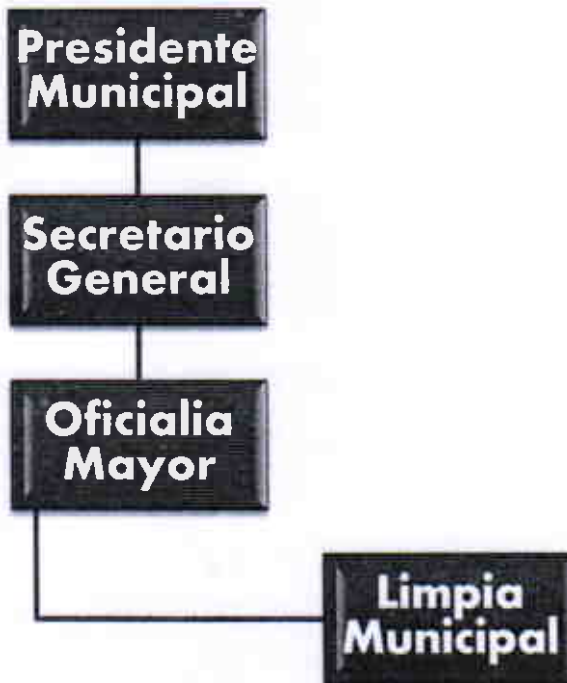 Presidente
Municipal
Secretario
General
Oficialia
Mayor
Limpia
Municipal